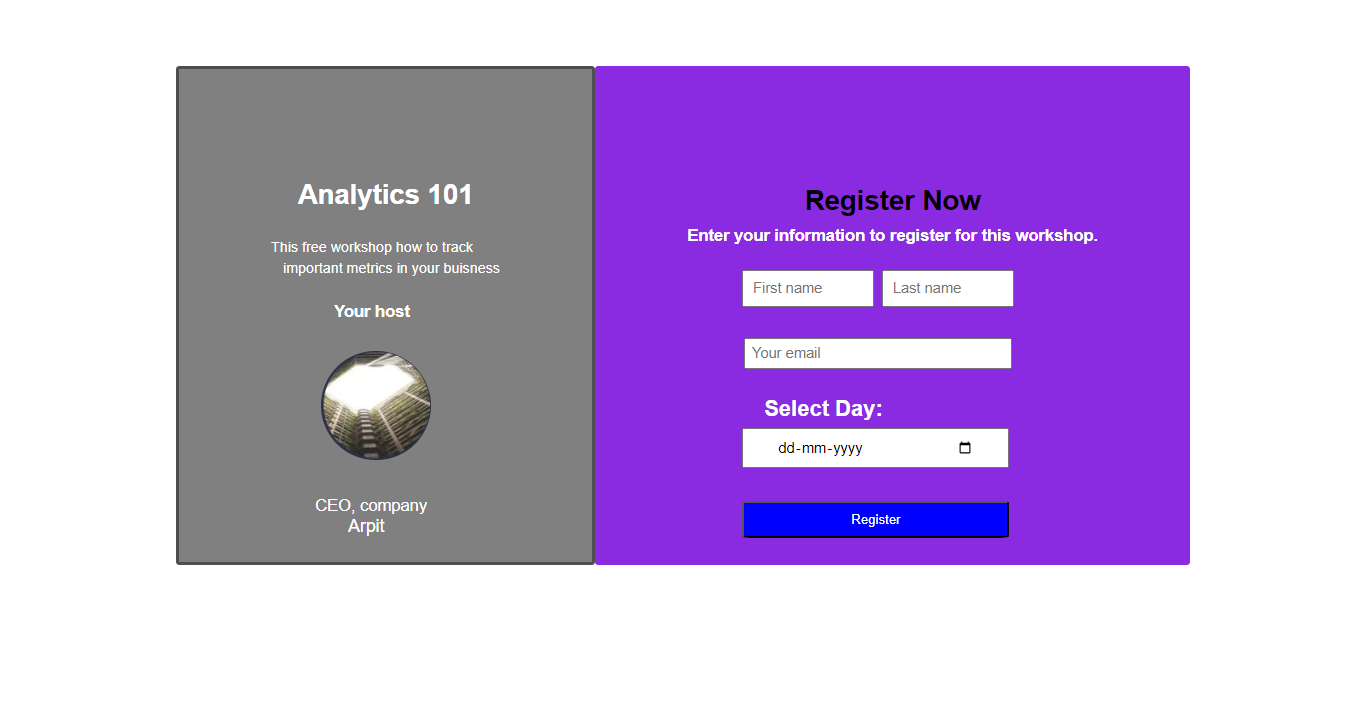 Analytics 101
This free workshop how to track
important metrics in your buisness
Your host
CEO, company
Arpit
Register Now
Enter your information to register for this workshop.
First name Last name
Your email
Select Day:
dd-mm-yyyy
Register